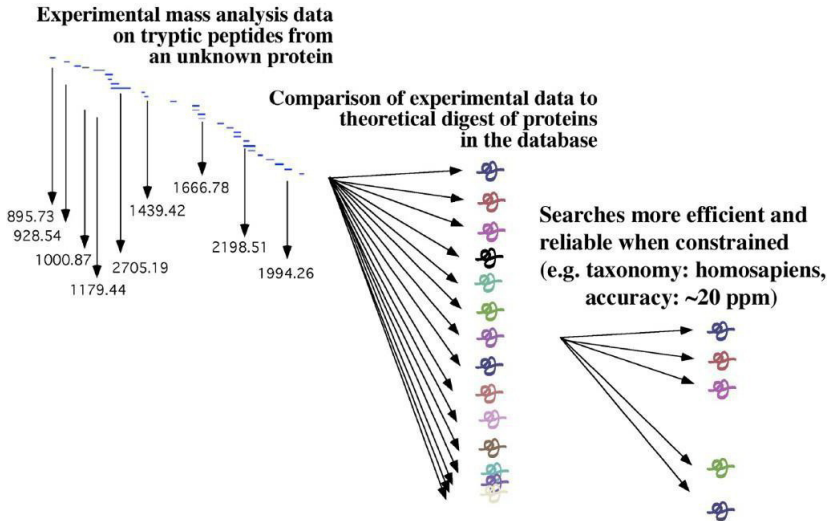 Experimental mass analysis data
on tryptic peptides from
an unknown protein
Comparison of experimental data to
theoretical digest of proteins
in the database
895.73
928.54
1000.87
1179.44
2705.19
1439.42
1666.78
2198.51
1994.26
Searches more efficient and
reliable when constrained
(e.g. taxonomy: homosapiens,
accuracy: ~20 ppm)